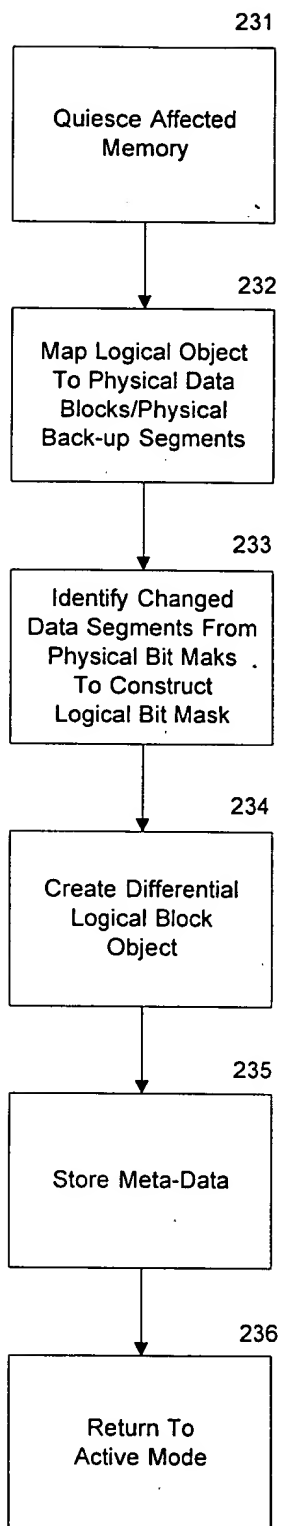 231
Quiesce Affected
Memory
232
Map Logical Object
To Physical Data
Blocks/Physical
Back-up Segments
233
Identify Changed
Data Segments From
Physical Bit Maks
To Construct
Logical Bit Mask
234
Create Differential
Logical Block
Object
235
Store Meta-Data
236
Return To
Active Mode